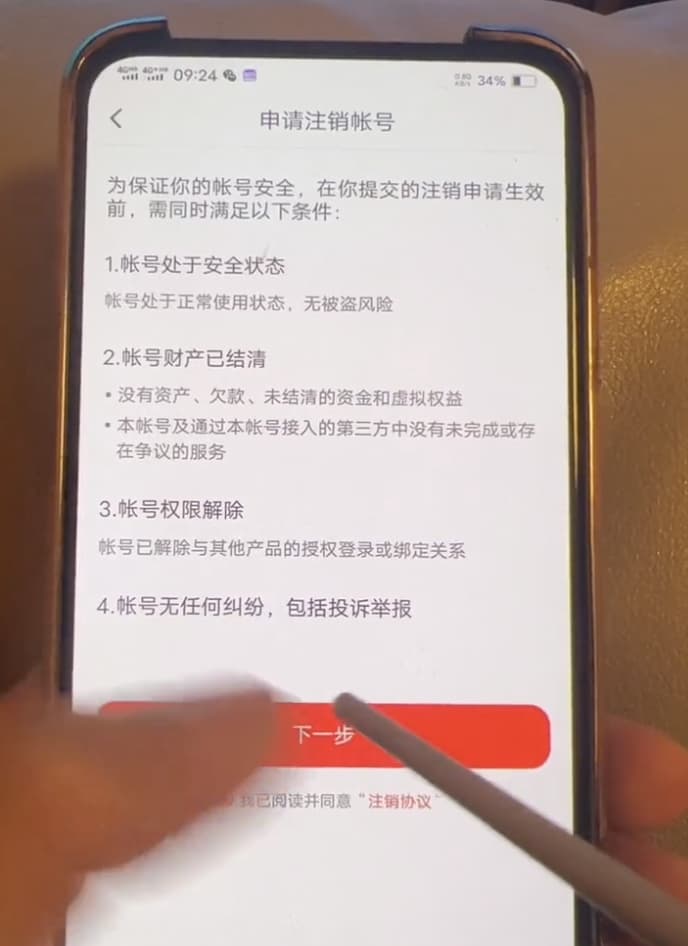 09:24
34%
申请注销帐号
为保证你的帐号安全，在你提交的注销申请生效
前，需同时满足以下条件：
1.帐号处于安全状态
帐号处于正常使用状态，无被盗风险
2.帐号财产已结清
• 没有资产、欠款、未结清的资金和虚拟权益
• 本帐号及通过本帐号接入的第三方中没有未完成或存
在争议的服务
3.帐号权限解除
帐号已解除与其他产品的授权登录或绑定关系
4.帐号无任何纠纷，包括投诉举报
下一步
我已阅读并同意“注销协议”